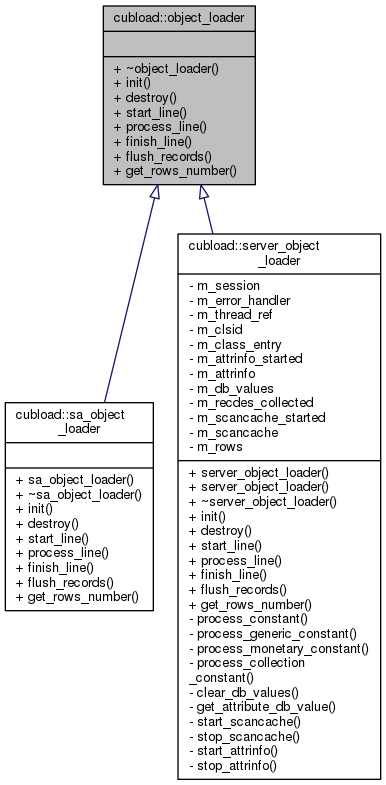 cubload::object_loader
+ ~object_loader()
+ init()
+ destroy()
+ start_line()
+ process_line()
+ finish_line()
+ flush_records()
+ get_rows_number()
cubload::server_object
_loader
- m_session
- m_error_handler
- m_thread_ref
- m_clsid
- m_class_entry
- m_attrinfo_started
- m_attrinfo
- m_db_values
- m_recdes_collected
- m_scancache_started
- m_scancache
- m_rows
+ server_object_loader()
+ server_object_loader()
+ ~server_object_loader()
+ init()
+ destroy()
+ start_line()
+ process_line()
+ finish_line()
+ flush_records()
+ get_rows_number()
- process_constant()
- process_generic_constant()
- process_monetary_constant()
- process_collection
_constant()
- clear_db_values()
- get_attribute_db_value()
- start_scancache()
- stop_scancache()
- start_attrinfo()
- stop_attrinfo()
cubload::sa_object
_loader
+ sa_object_loader()
+ ~sa_object_loader()
+ init()
+ destroy()
+ start_line()
+ process_line()
+ finish_line()
+ flush_records()
+ get_rows_number()